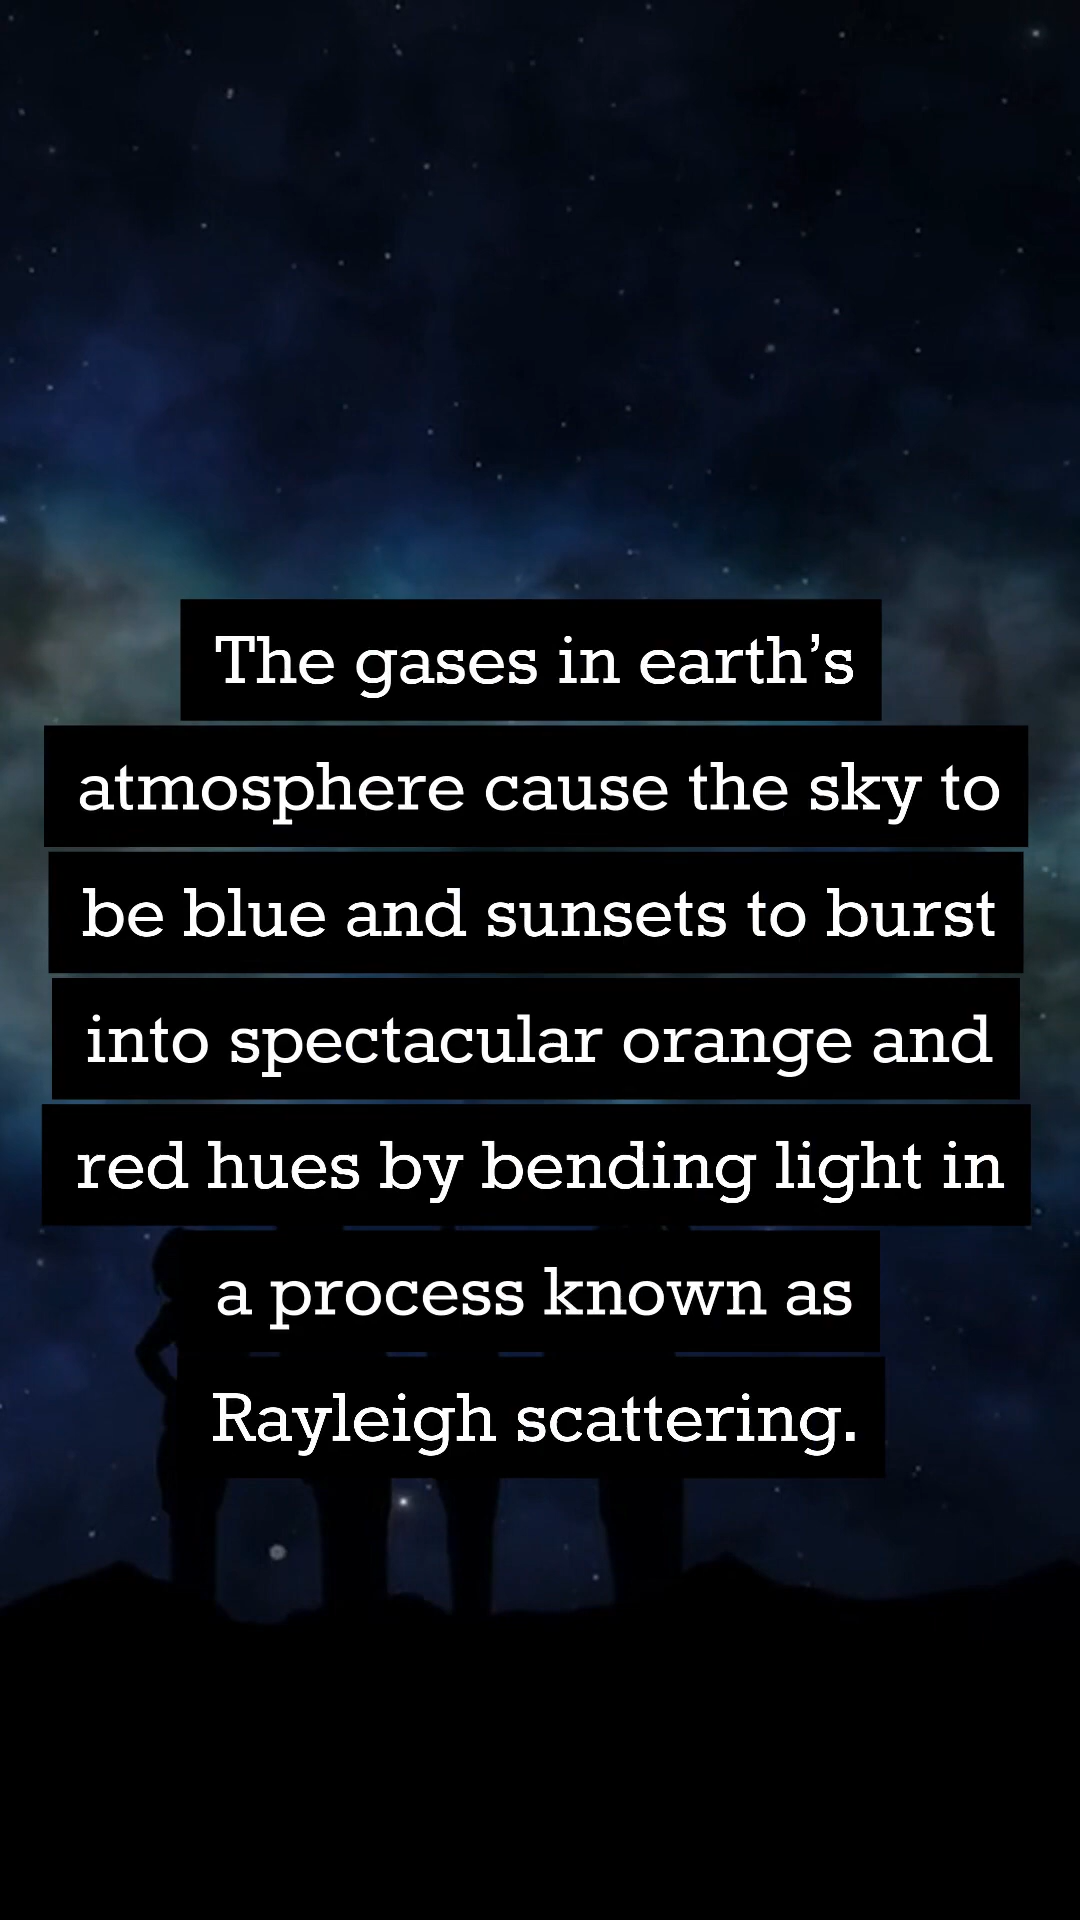 The gases in earth’s
atmosphere cause the sky to
be blue and sunsets to burst
into spectacular orange and
red hues by bending light in
a process known as
Rayleigh scattering.